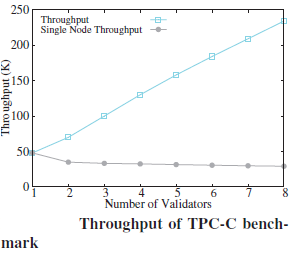 250
Throughput
Single Node Throughput
200
150
100
50
0
Throughput (K)
1 2 3 4 5 6 7 8
Number of Validators
Throughput of TPC-C bench-
mark